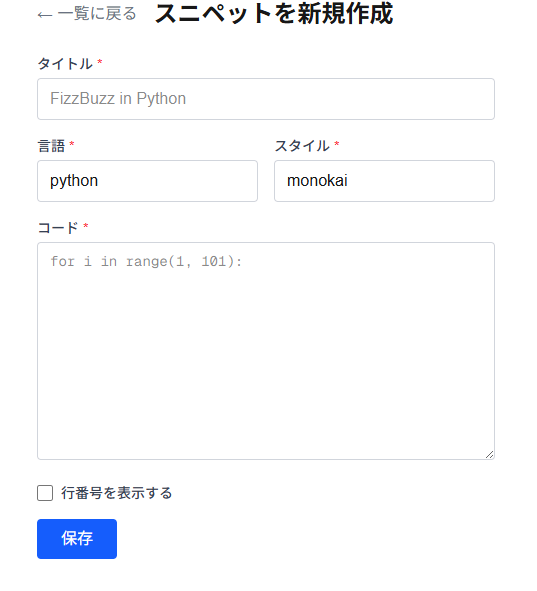 ← 一覧に戻る スニペットを新規作成
タイトル *
FizzBuzz in Python
言語 * スタイル *
python monokai
コード *
for i in range(1, 101):
行番号を表示する
保存